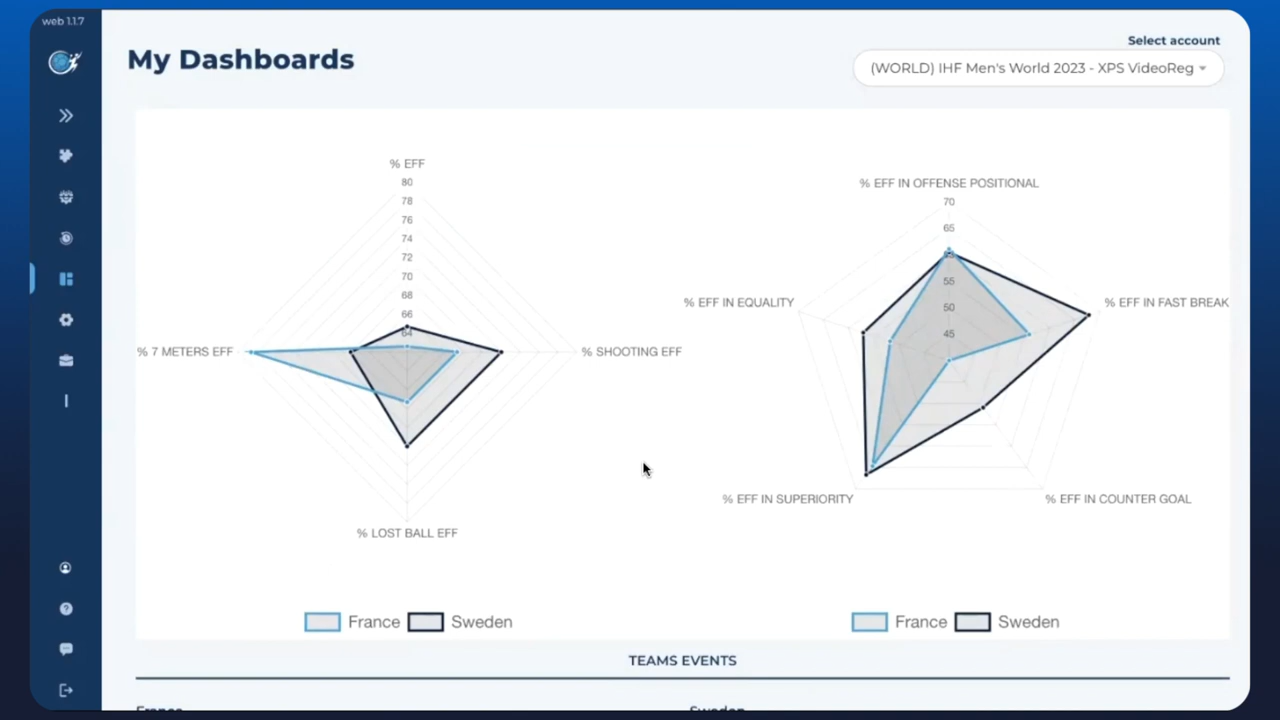 web 1.1.7
My Dashboards
Select account
(WORLD) IHF Men's World 2023 - XPS VideoReg
% EFF
80
78
76
74
72
70
68
66
64
% 7 METERS EFF
% SHOOTING EFF
% LOST BALL EFF
France Sweden
% EFF IN OFFENSE POSITIONAL
70
65
55
50
45
% EFF IN EQUALITY
% EFF IN FAST BREAK
% EFF IN SUPERIORITY
% EFF IN COUNTER GOAL
France Sweden
TEAMS EVENTS
France Sweden